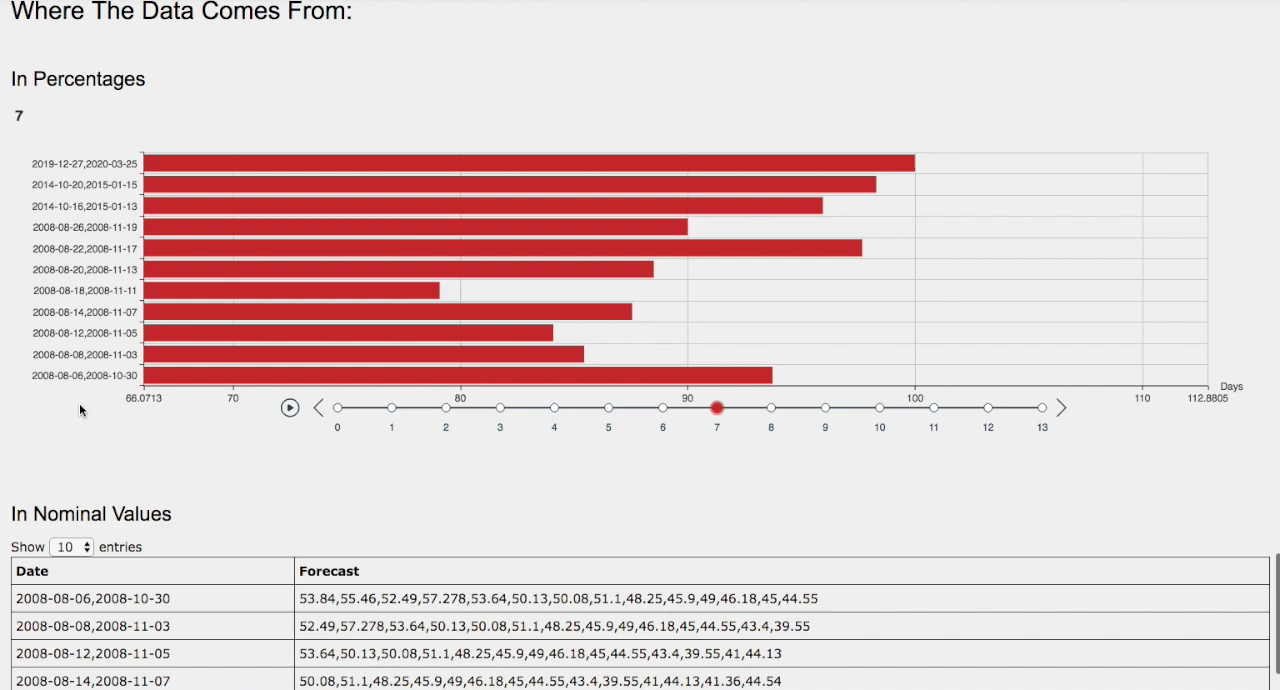 Where The Data Comes From:
In Percentages
7
2019-12-27,2020-03-25
2014-10-20,2015-01-15
2014-10-16,2015-01-13
2008-08-26,2008-11-19
2008-08-22,2008-11-17
2008-08-20,2008-11-13
2008-08-18,2008-11-11
2008-08-14,2008-11-07
2008-08-12,2008-11-05
2008-08-08,2008-11-03
2008-08-06,2008-10-30
Days
66.0713 70 80 90 100 110 112.8805
0 1 2 3 4 5 6 7 8 9 10 11 12 13
In Nominal Values
Show 10 entries
Date Forecast
2008-08-06,2008-10-30 53.84,55.46,52.49,57.278,53.64,50.13,50.08,51.1,48.25,45.9,49,46.18,45,44.55
2008-08-08,2008-11-03 52.49,57.278,53.64,50.13,50.08,51.1,48.25,45.9,49,46.18,45,44.55,43.4,39.55
2008-08-12,2008-11-05 53.64,50.13,50.08,51.1,48.25,45.9,49,46.18,45,44.55,43.4,39.55,41,44.13
2008-08-14,2008-11-07 50.08,51.1,48.25,45.9,49,46.18,45,44.55,43.4,39.55,41,44.13,41.36,44.54